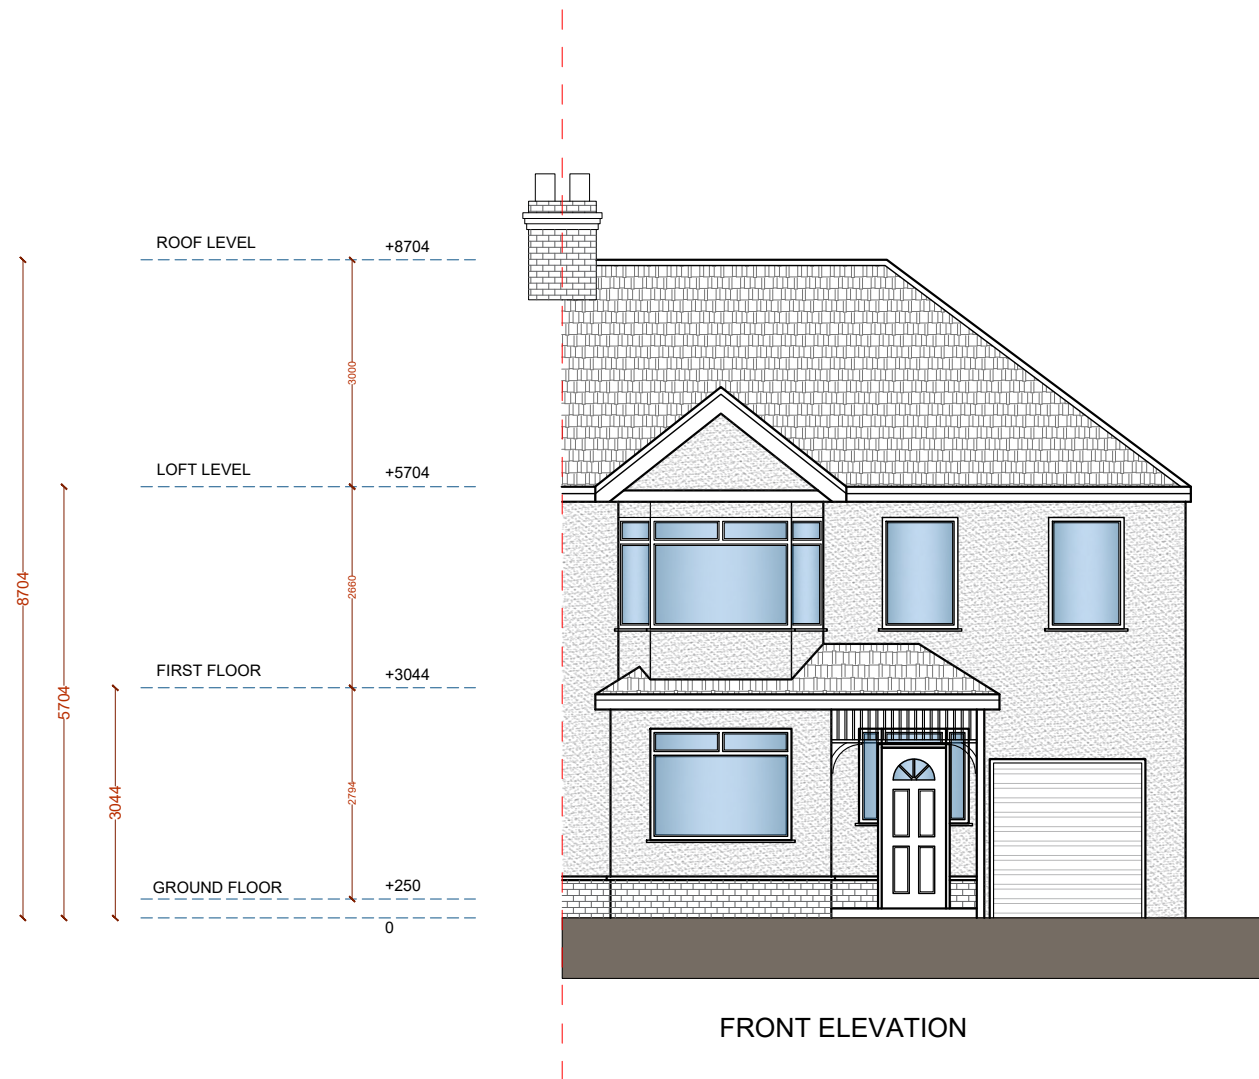 ROOF LEVEL +8704
3000
LOFT LEVEL +5704
8704
2660
5704
FIRST FLOOR +3044
3044
2794
GROUND FLOOR +250
0
FRONT ELEVATION